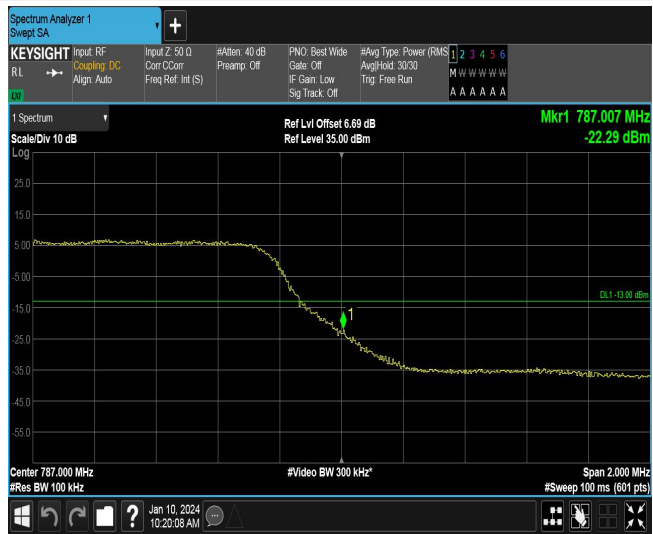 Spectrum Analyzer 1
Swept SA
+
KEYSIGHT
RL
LXI
Input: RF
Coupling: DC
Align: Auto
Input Z: 50 Ω
Corr CCorr
Freq Ref: Int (S)
#Atten: 40 dB
Preamp: Off
PNO: Best Wide
Gate: Off
IF Gain: Low
Sig Track: Off
#Avg Type: Power (RMS
Avg|Hold: 30/30
Trig: Free Run
1 2 3 4 5 6
M W W W W W
A A A A A A
1 Spectrum
Scale/Div 10 dB
Log
Ref Lvl Offset 6.69 dB
Ref Level 35.00 dBm
Mkr1 787.007 MHz
-22.29 dBm
25.0
15.0
5.00
-5.00
DL1 -13.00 dBm
-15.0
1
-25.0
-35.0
-45.0
-55.0
Center 787.000 MHz
#Video BW 300 kHz*
Span 2.000 MHz
#Res BW 100 kHz
#Sweep 100 ms (601 pts)
?
Jan 10, 2024
10:20:08 AM